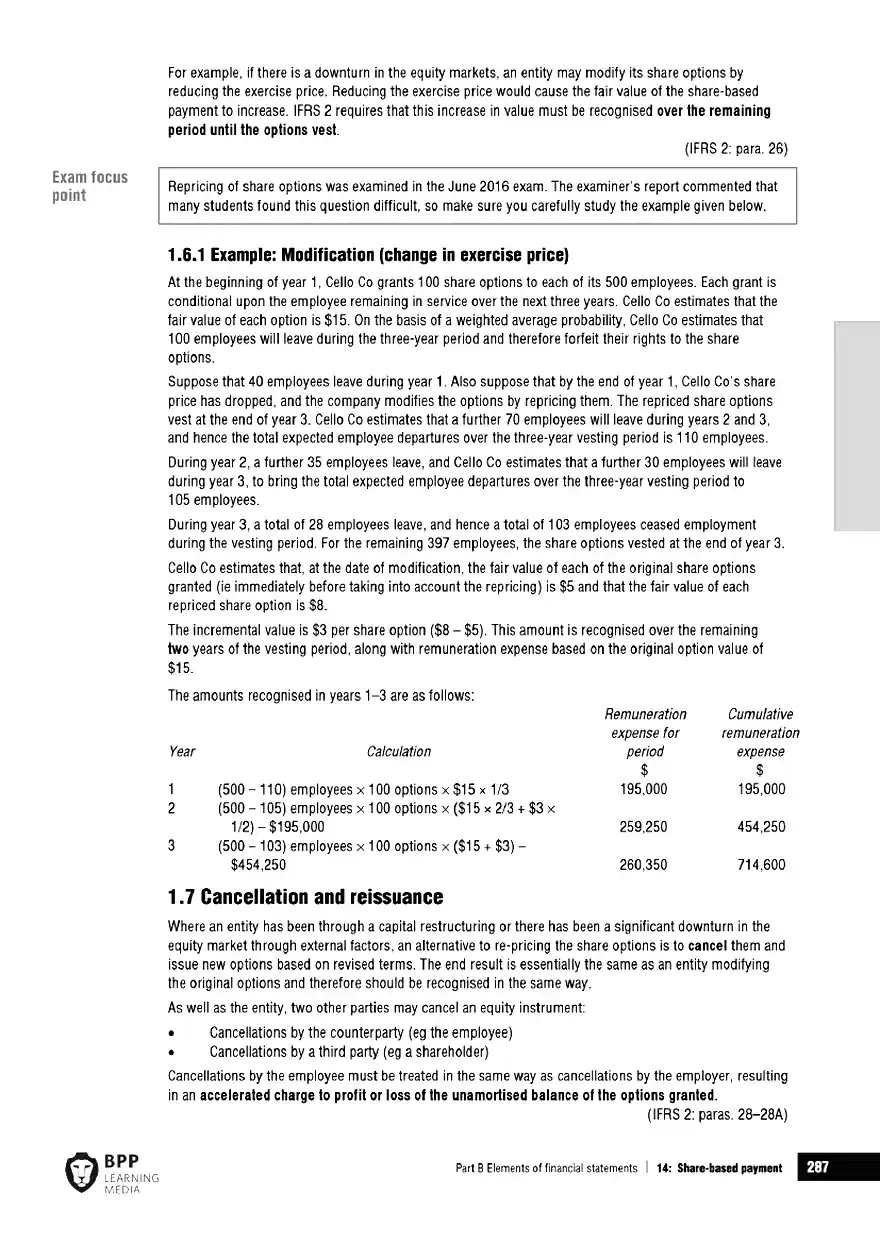 For example, if there is a downturn in the equity markets, an entity may modify its share options by
reducing the exercise price. Reducing the exercise price would cause the fair value of the share-based
payment to increase. IFRS 2 requires that this increase in value must be recognised over the remaining
period until the options vest.
(IFRS 2: para. 26)
Exam focus
point
Repricing of share options was examined in the June 2016 exam. The examiner's report commented that
many students found this question difficult, so make sure you carefully study the example given below.
1.6.1 Example: Modification (change in exercise price)
At the beginning of year 1, Cello Co grants 100 share options to each of its 500 employees. Each grant is
conditional upon the employee remaining in service over the next three years. Cello Co estimates that the
fair value of each option is $15. On the basis of a weighted average probability, Cello Co estimates that
100 employees will leave during the three-year period and therefore forfeit their rights to the share
options.
Suppose that 40 employees leave during year 1. Also suppose that by the end of year 1, Cello Co's share
price has dropped, and the company modifies the options by repricing them. The repriced share options
vest at the end of year 3. Cello Co estimates that a further 70 employees will leave during years 2 and 3,
and hence the total expected employee departures over the three-year vesting period is 110 employees.
During year 2, a further 35 employees leave, and Cello Co estimates that a further 30 employees will leave
during year 3, to bring the total expected employee departures over the three-year vesting period to
105 employees.
During year 3, a total of 28 employees leave, and hence a total of 103 employees ceased employment
during the vesting period. For the remaining 397 employees, the share options vested at the end of year 3.
Cello Co estimates that, at the date of modification, the fair value of each of the original share options
granted (ie immediately before taking into account the repricing) is $5 and that the fair value of each
repriced share option is $8.
The incremental value is $3 per share option ($8 – $5). This amount is recognised over the remaining
two years of the vesting period, along with remuneration expense based on the original option value of
$15.
The amounts recognised in years 1–3 are as follows:
Remuneration Cumulative
expense for remuneration
Year Calculation period expense
$ $
1 (500 – 110) employees × 100 options × $15 × 1/3 195,000 195,000
2 (500 – 105) employees × 100 options × ($15 × 2/3 + $3 ×
1/2) – $195,000 259,250 454,250
3 (500 – 103) employees × 100 options × ($15 + $3) –
$454,250 260,350 714,600
1.7 Cancellation and reissuance
Where an entity has been through a capital restructuring or there has been a significant downturn in the
equity market through external factors, an alternative to re-pricing the share options is to cancel them and
issue new options based on revised terms. The end result is essentially the same as an entity modifying
the original options and therefore should be recognised in the same way.
As well as the entity, two other parties may cancel an equity instrument:
• Cancellations by the counterparty (eg the employee)
• Cancellations by a third party (eg a shareholder)
Cancellations by the employee must be treated in the same way as cancellations by the employer, resulting
in an accelerated charge to profit or loss of the unamortised balance of the options granted.
(IFRS 2: paras. 28–28A)
BPP
LEARNING
MEDIA
Part B Elements of financial statements | 14: Share-based payment 287